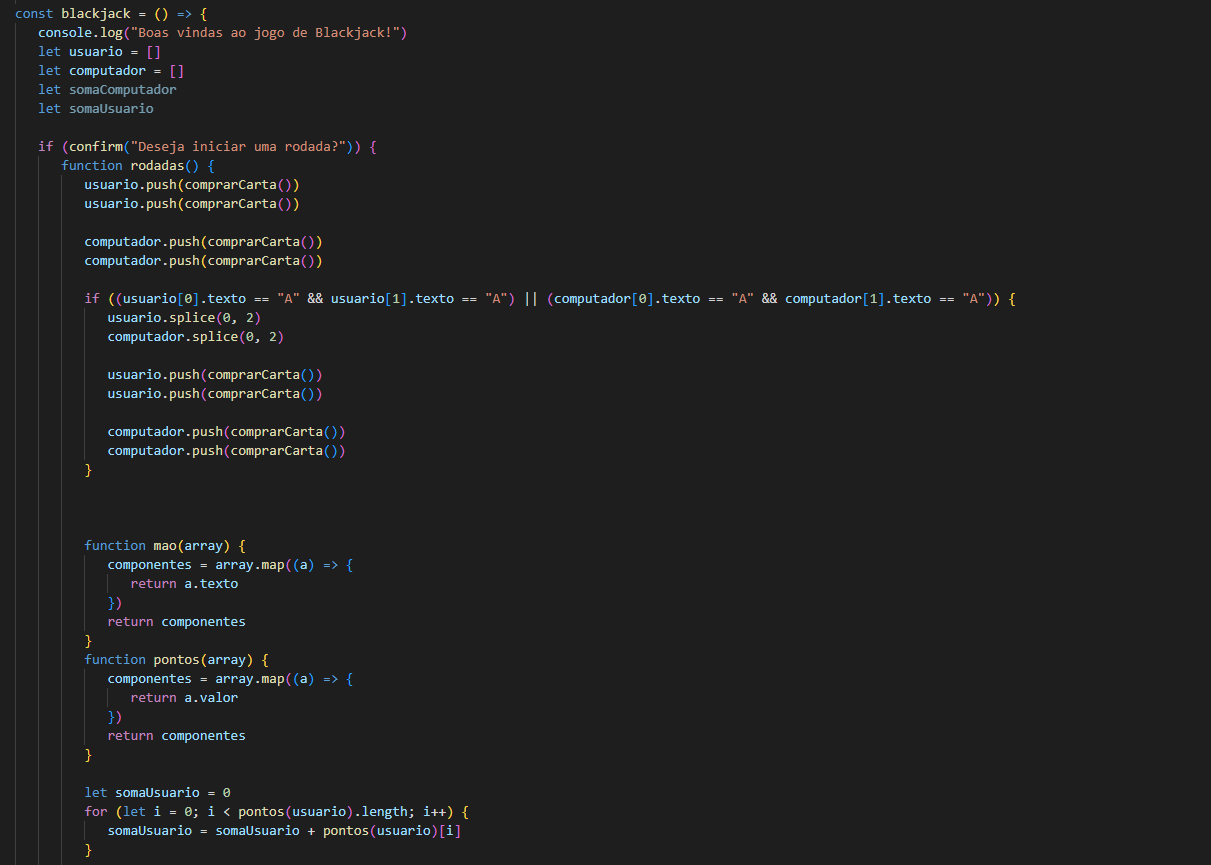 const blackjack = () => {
console.log("Boas vindas ao jogo de Blackjack!")
let usuario = []
let computador = []
let somaComputador
let somaUsuario
if (confirm("Deseja iniciar uma rodada?")) {
function rodadas() {
usuario.push(comprarCarta())
usuario.push(comprarCarta())
computador.push(comprarCarta())
computador.push(comprarCarta())
if ((usuario[0].texto == "A" && usuario[1].texto == "A") || (computador[0].texto == "A" && computador[1].texto == "A")) {
usuario.splice(0, 2)
computador.splice(0, 2)
usuario.push(comprarCarta())
usuario.push(comprarCarta())
computador.push(comprarCarta())
computador.push(comprarCarta())
}
function mao(array) {
componentes = array.map((a) => {
return a.texto
})
return componentes
}
function pontos(array) {
componentes = array.map((a) => {
return a.valor
})
return componentes
}
let somaUsuario = 0
for (let i = 0; i < pontos(usuario).length; i++) {
somaUsuario = somaUsuario + pontos(usuario)[i]
}